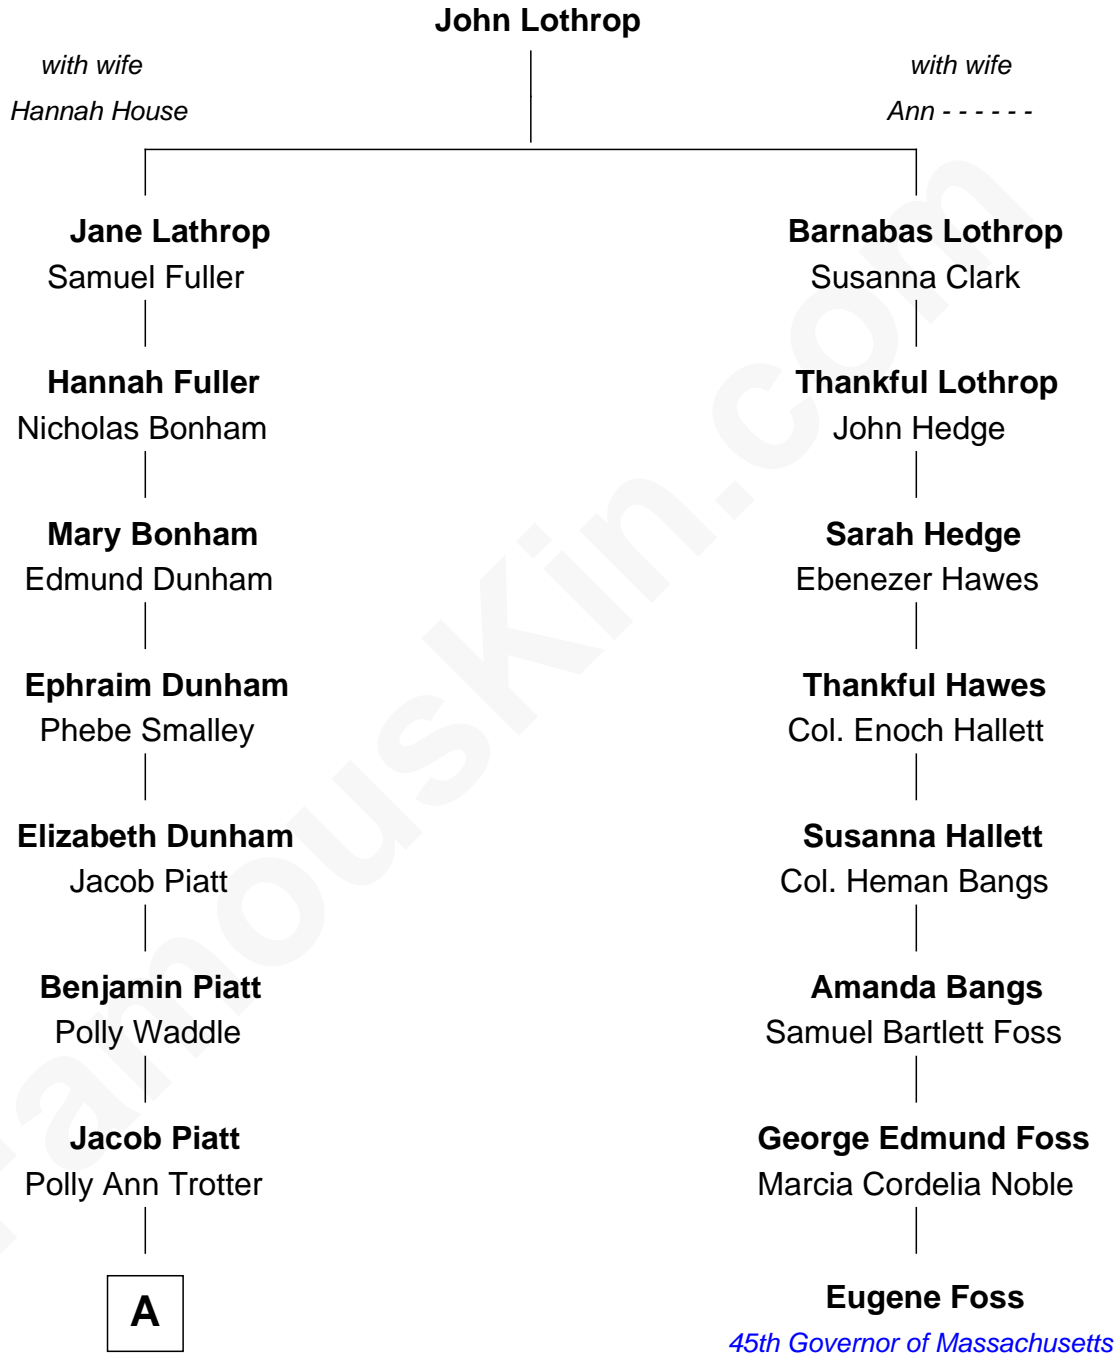 John Lothrop
with wife
Hannah House
with wife
Ann - - - - - -
Jane Lathrop
Samuel Fuller
Hannah Fuller
Nicholas Bonham
Mary Bonham
Edmund Dunham
Ephraim Dunham
Phebe Smalley
Elizabeth Dunham
Jacob Piatt
Benjamin Piatt
Polly Waddle
Jacob Piatt
Polly Ann Trotter
A
Barnabas Lothrop
Susanna Clark
Thankful Lothrop
John Hedge
Sarah Hedge
Ebenezer Hawes
Thankful Hawes
Col. Enoch Hallett
Susanna Hallett
Col. Heman Bangs
Amanda Bangs
Samuel Bartlett Foss
George Edmund Foss
Marcia Cordelia Noble
Eugene Foss
45th Governor of Massachusetts
FamousKin.com